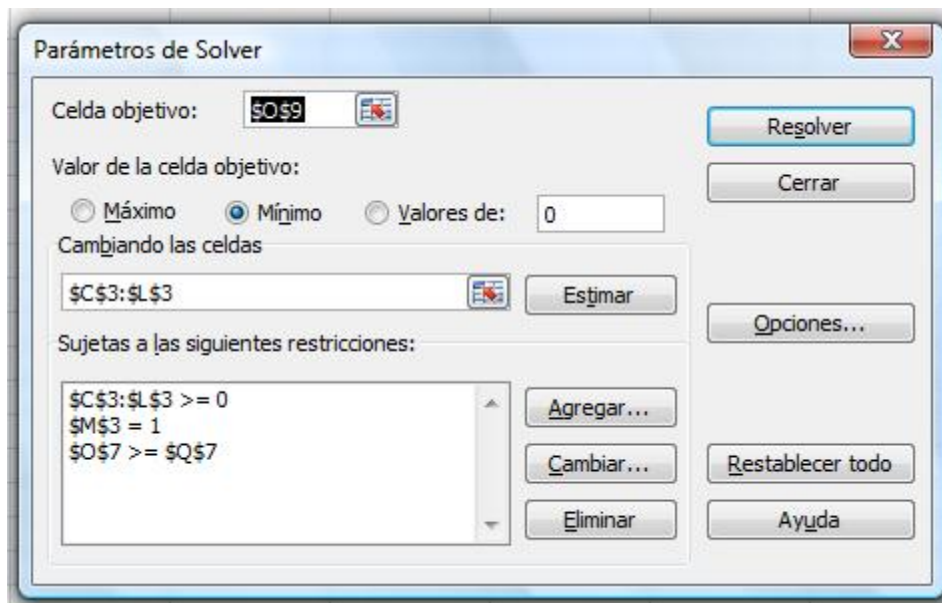 Parámetros de Solver
Celda objetivo: $O$9
Resolver
Valor de la celda objetivo:
Cerrar
Máximo Mínimo Valores de: 0
Cambiando las celdas
$C$3:$L$3 Estimar
Opciones...
Sujetas a las siguientes restricciones:
$C$3:$L$3 >= 0
$M$3 = 1
$O$7 >= $Q$7
Agregar...
Cambiar...
Restablecer todo
Eliminar
Ayuda